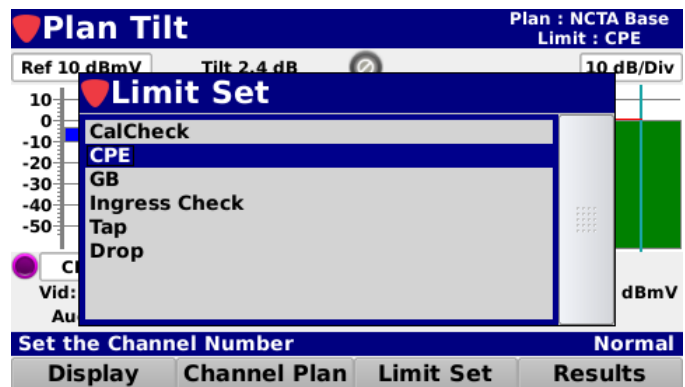 Plan Tilt
Plan : NCTA Base
Limit : CPE
Ref 10 dBmV Tilt 2.4 dB 10 dB/Div
Limit Set
10
0
-10
-20
-30
-40
-50
CalCheck
CPE
GB
Ingress Check
Tap
Drop
Vid: dBmV
Set the Channel Number Normal
Display Channel Plan Limit Set Results